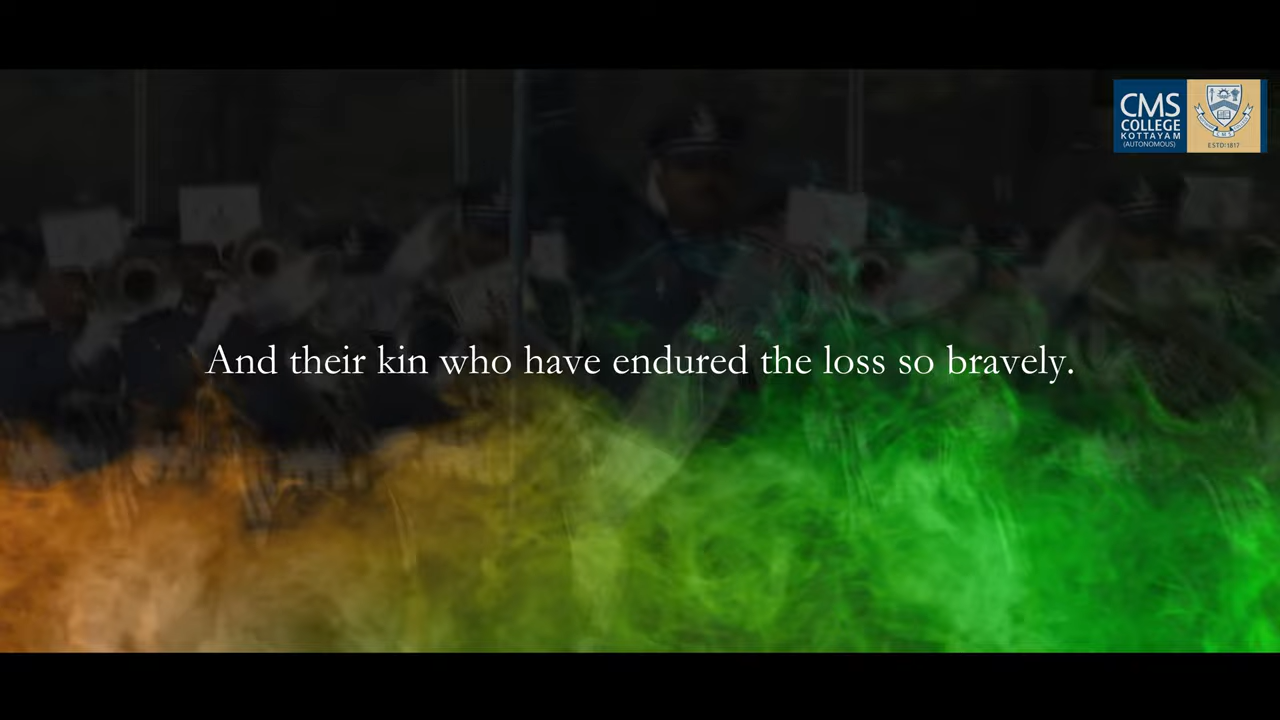 CMS
COLLEGE
KOTTAYAM
(AUTONOMOUS)
ESTD:1817
And their kin who have endured the loss so bravely.